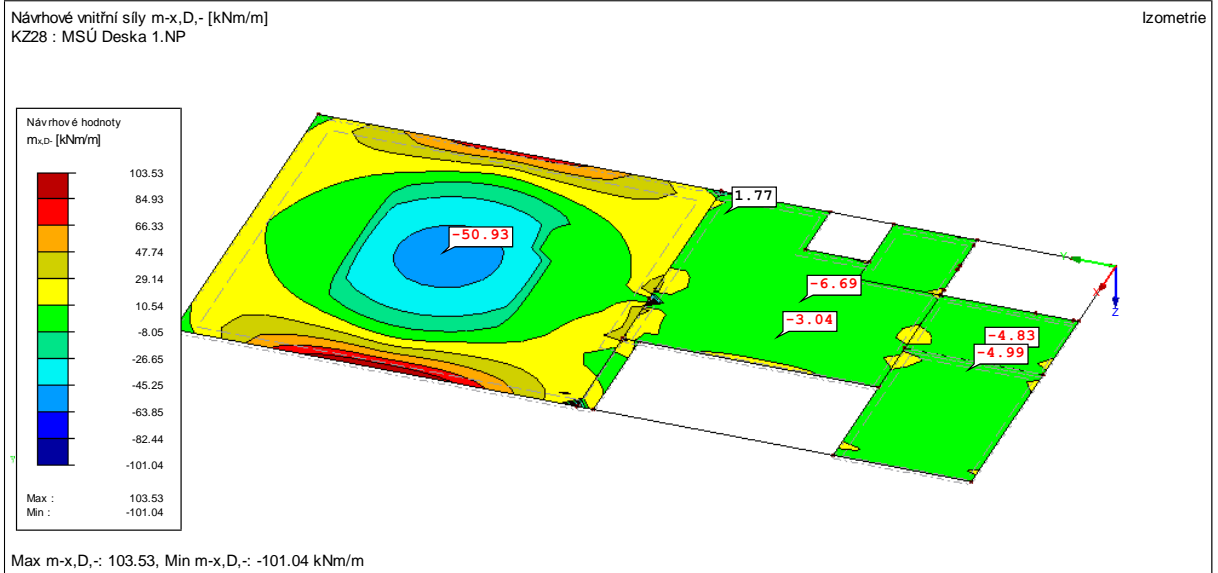 Návrhové vnitřní síly m-x,D,- [kNm/m]
Izometrie
KZ28 : MSÚ Deska 1.NP
Návrhové hodnoty
mx,D- [kNm/m]
103.53
84.93
66.33
47.74
29.14
10.54
-8.05
-26.65
-45.25
-63.85
-82.44
-101.04
Max : 103.53
Min : -101.04
1.77
-50.93
-6.69
-3.04
-4.83
-4.99
Y
X
Z
Max m-x,D,-: 103.53, Min m-x,D,-: -101.04 kNm/m